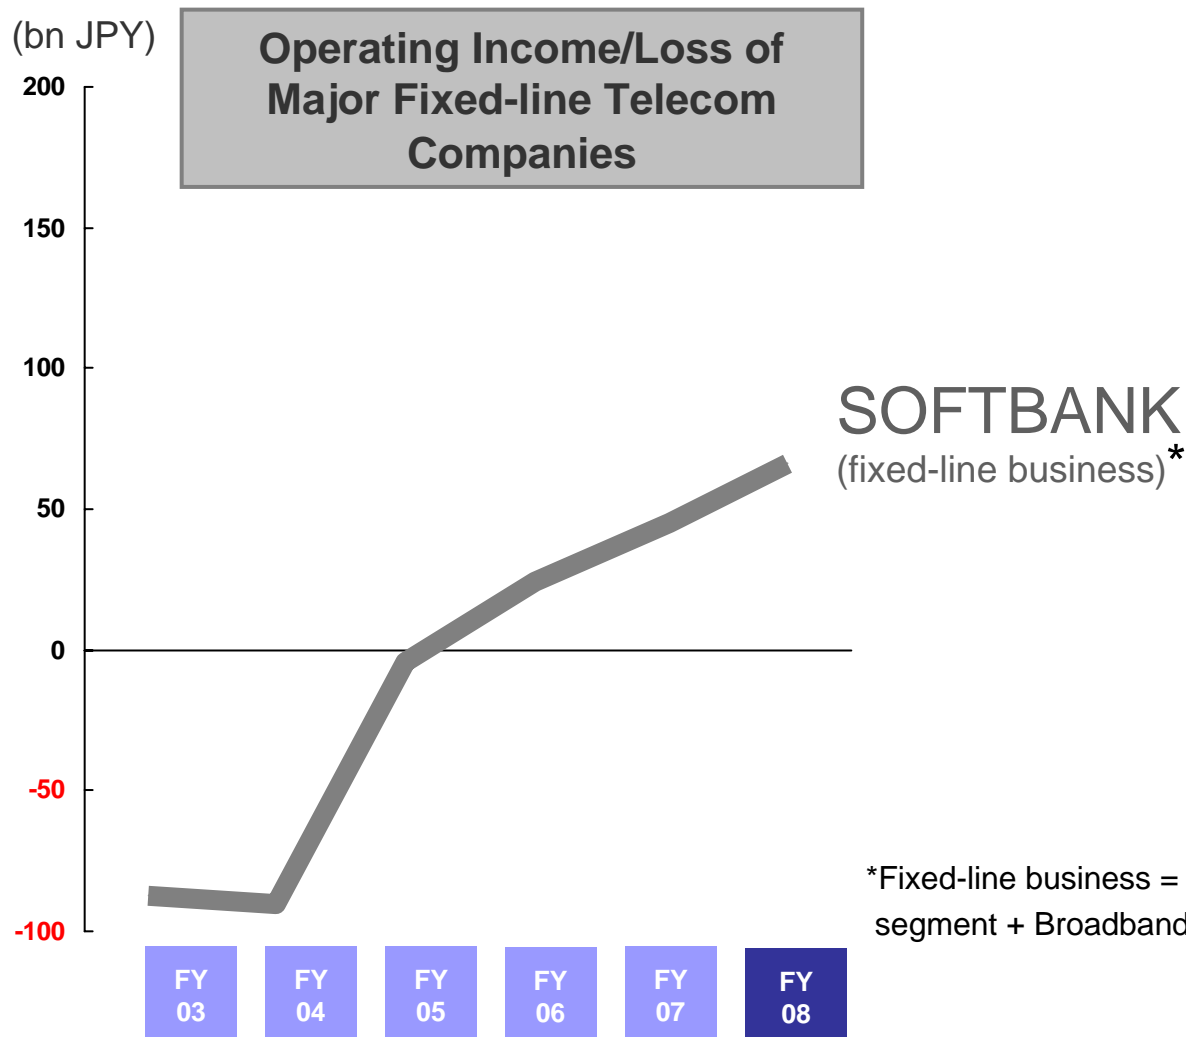 (bn JPY)
Operating Income/Loss of
Major Fixed-line Telecom
Companies
200
150
100
50
0
-50
-100
SOFTBANK
(fixed-line business)*
*Fixed-line business =
segment + Broadband
FY
03
FY
04
FY
05
FY
06
FY
07
FY
08